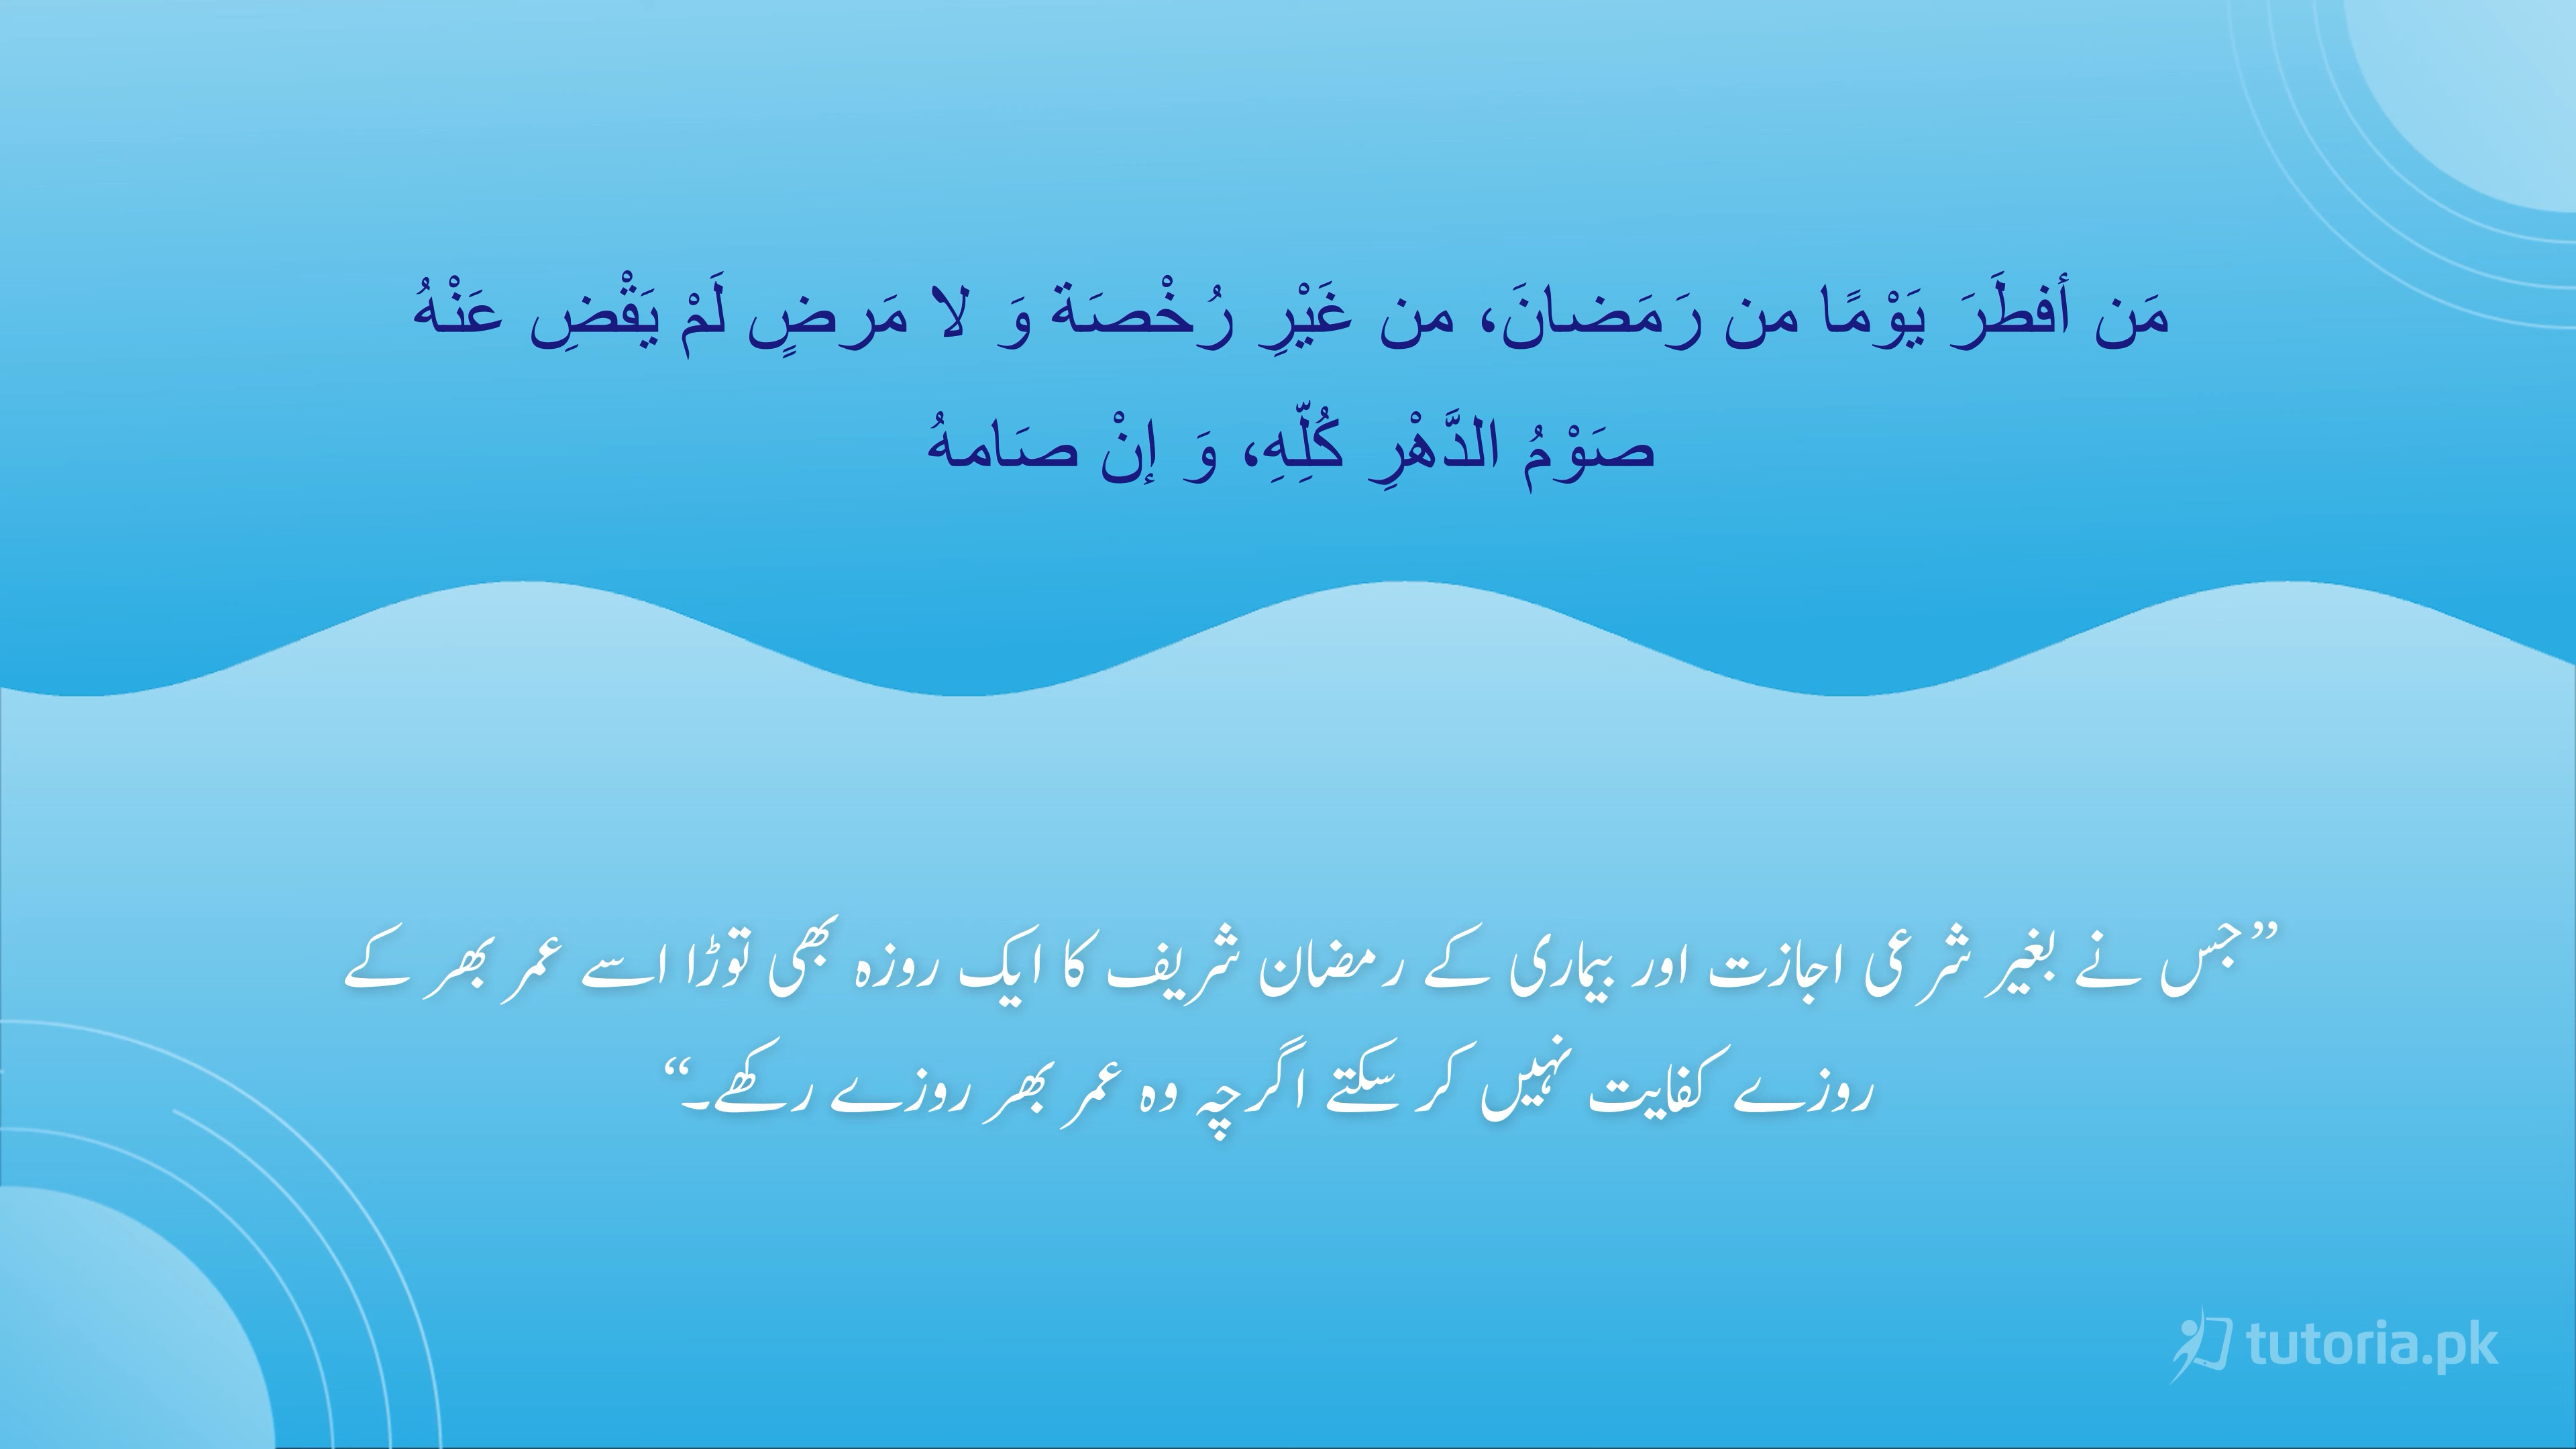 مَن أفطَرَ يَوْمًا من رَمَضانَ، من غَيْرِ رُخْصَة وَ لا مَرضٍ لَمْ يَقْضِ عَنْهُ
صَوْمُ الدَّهْرٍ كُلِّهِ، وَ إنْ صَامهُ
”جس نے بغیر شرعی اجازت اور بیماری کے رمضان شریف کا ایک روزہ بھی توڑا اسے عمر بھر کے
روزے کفایت نہیں کر سکتے اگرچہ وہ عمر بھر روزے رکھے۔“
tutoria.pk